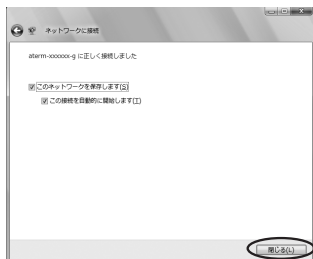 ネットワークに接続
aterm-xxxxxx-g に正しく接続しました
このネットワークを保存します(S)
この接続を自動的に開始します(T)
閉じる(L)